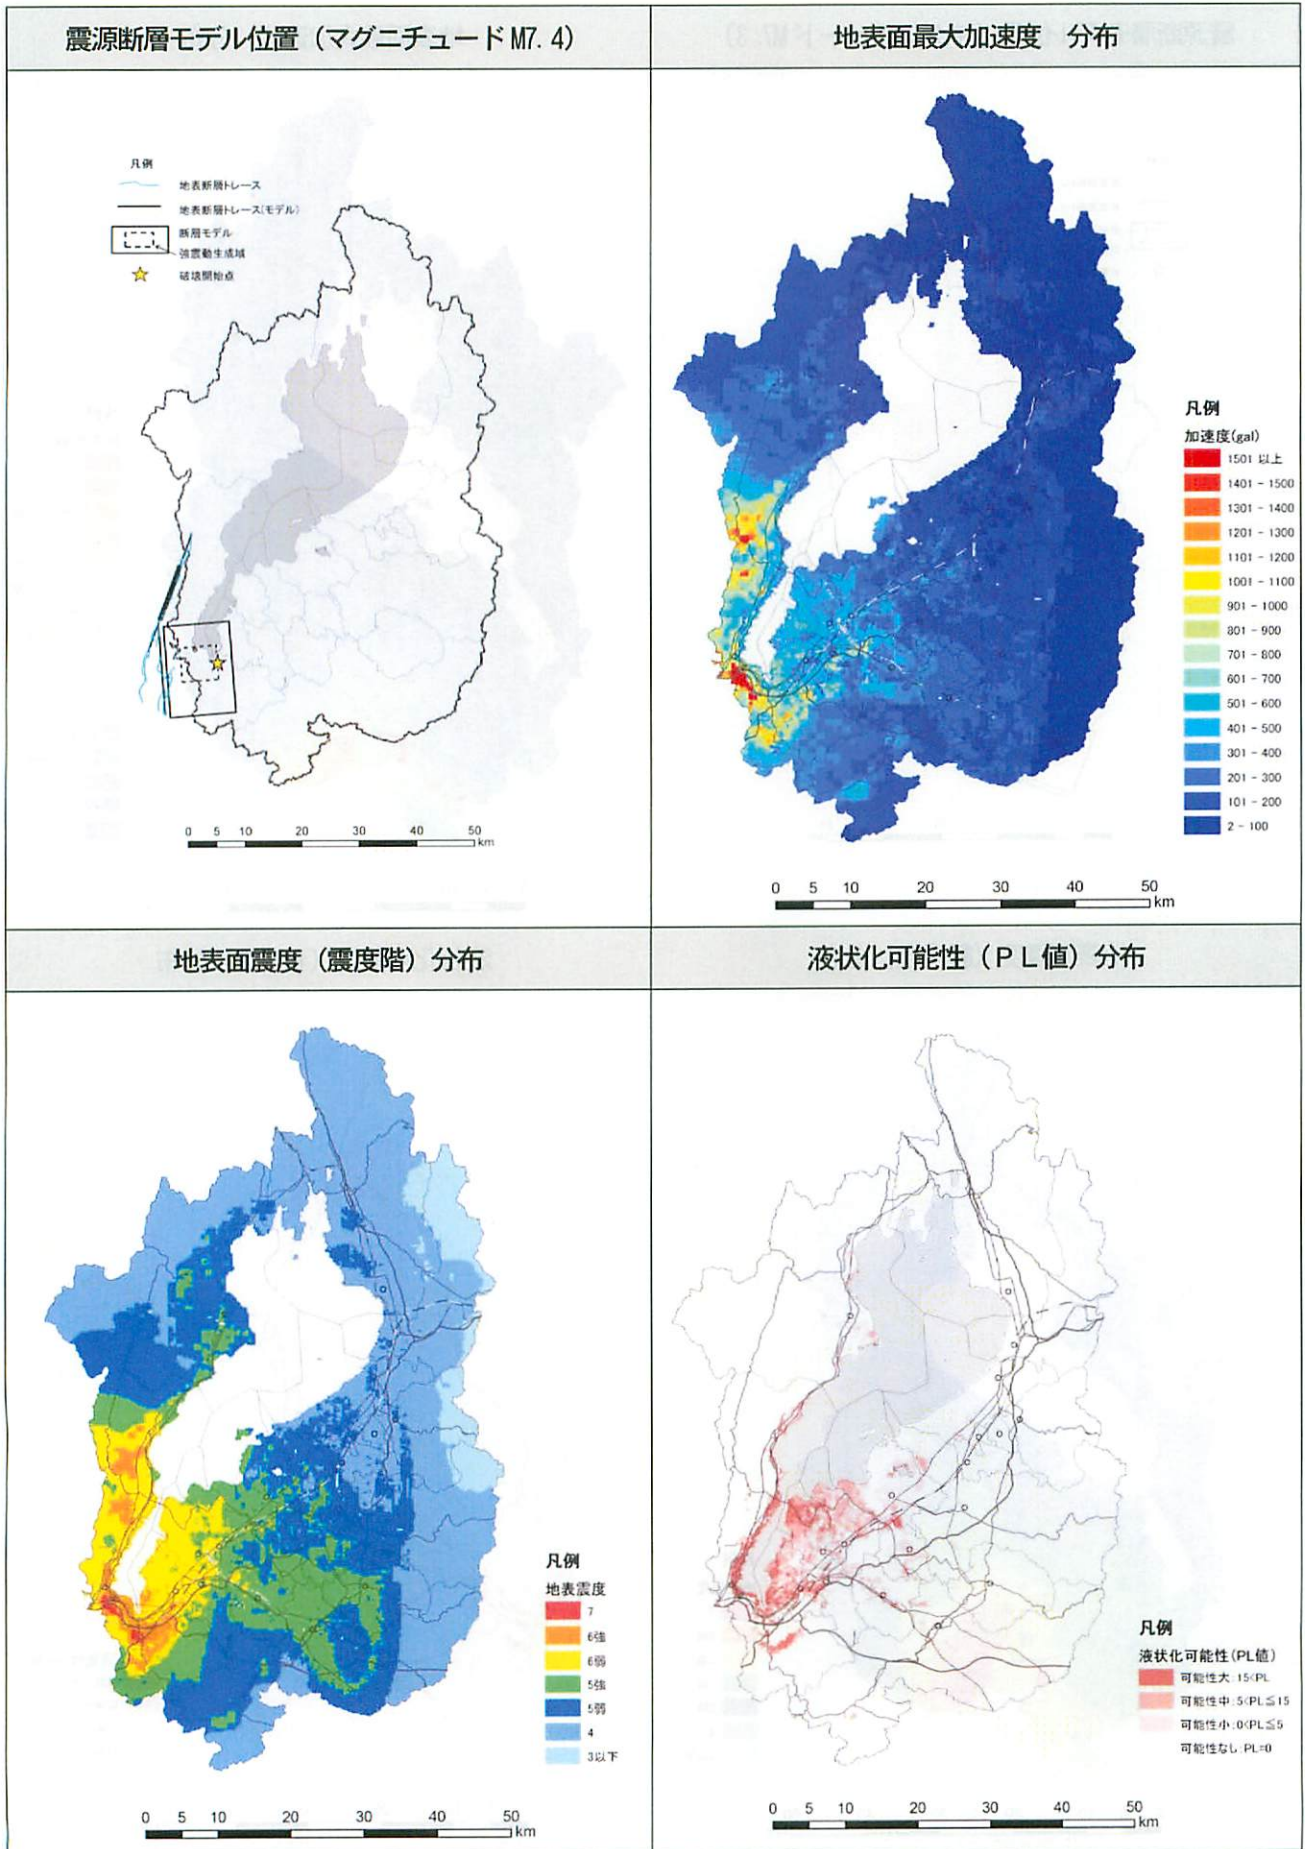 震源断層モデル位置（マグニチュードM7.4）
地表面最大加速度　分布
凡例
地表断層トレース
地表断層トレース(モデル)
断層モデル
強震動生成域
破壊開始点
0 5 10 20 30 40 50
km
凡例
加速度(gal)
1501 以上
1401 - 1500
1301 - 1400
1201 - 1300
1101 - 1200
1001 - 1100
901 - 1000
801 - 900
701 - 800
601 - 700
501 - 600
401 - 500
301 - 400
201 - 300
101 - 200
2 - 100
0 5 10 20 30 40 50
km
地表面震度（震度階）分布
液状化可能性（ＰＬ値）分布
凡例
地表震度
7
6強
6弱
5強
5弱
4
3以下
0 5 10 20 30 40 50
km
凡例
液状化可能性(PL値)
可能性大:15<PL
可能性中:5<PL≦15
可能性小:0<PL≦5
可能性なし:PL=0
0 5 10 20 30 40 50
km